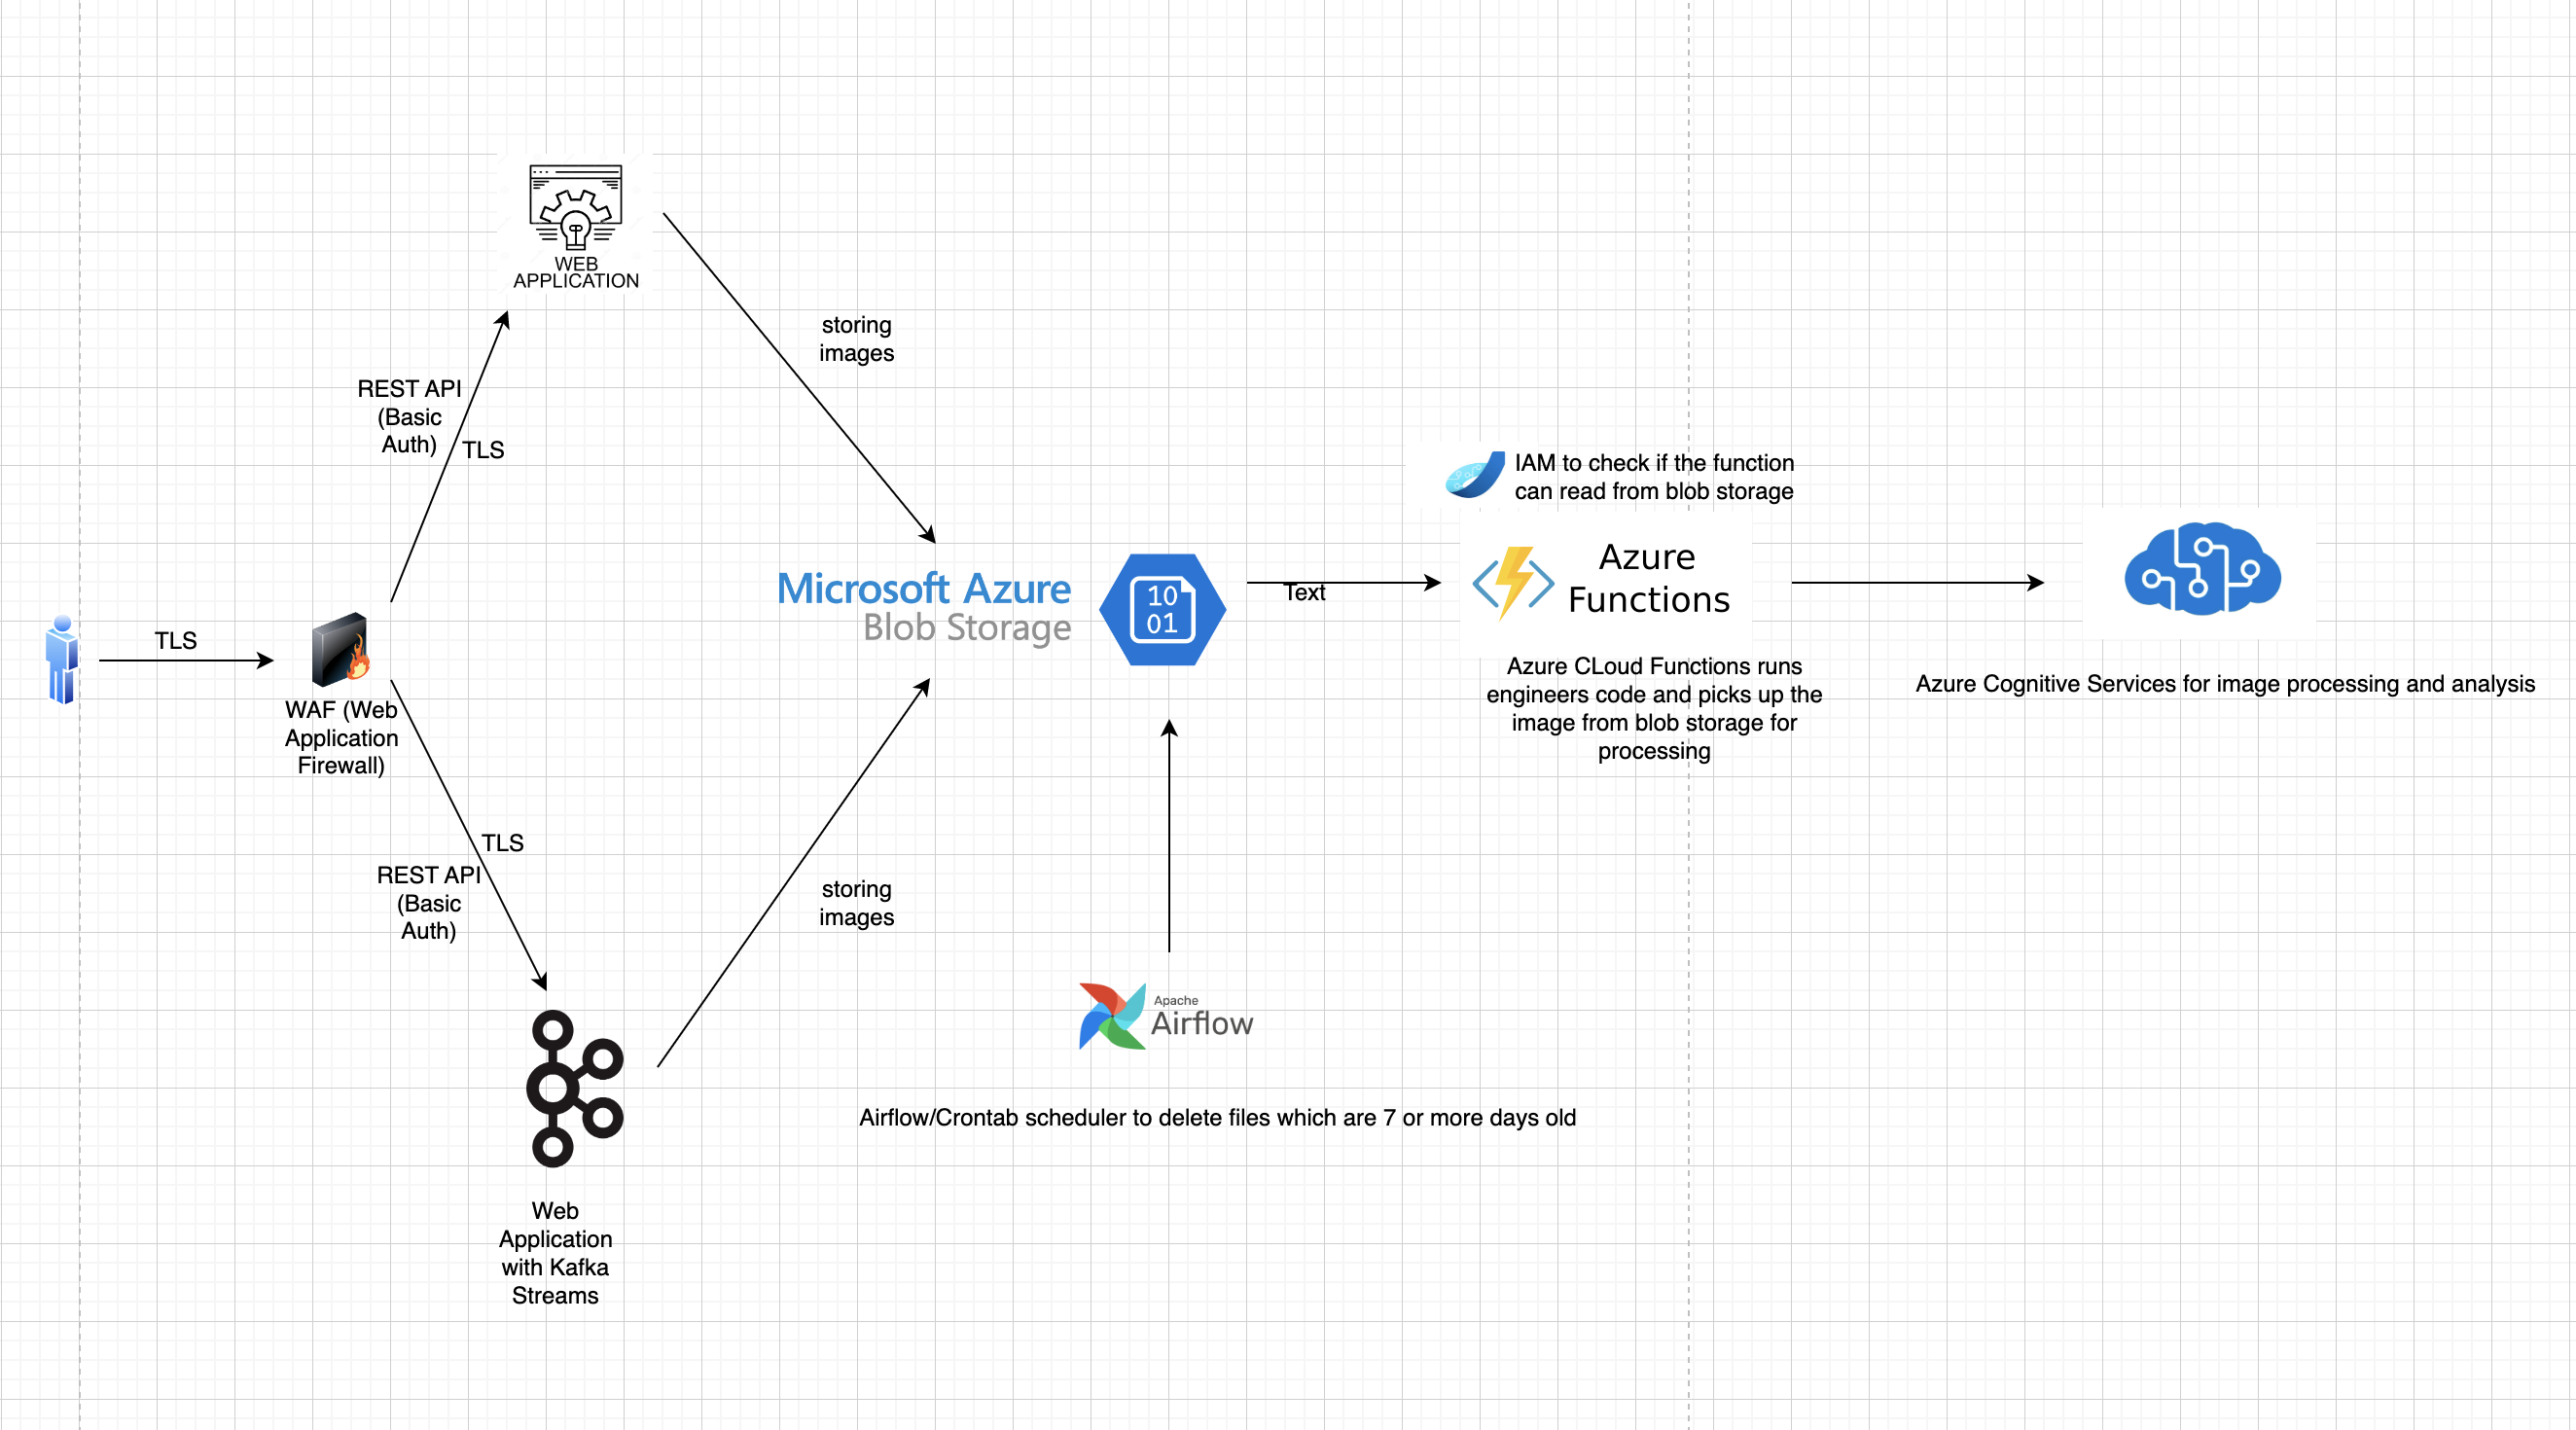 WEB
APPLICATION
storing
images
REST API
(Basic
Auth)
TLS
IAM to check if the function
can read from blob storage
Microsoft Azure
Blob Storage
10
01
Text
Azure
Functions
TLS
WAF (Web
Application
Firewall)
Azure CLoud Functions runs
engineers code and picks up the
image from blob storage for
processing
Azure Cognitive Services for image processing and analysis
TLS
REST API
(Basic
Auth)
storing
images
Apache
Airflow
Airflow/Crontab scheduler to delete files which are 7 or more days old
Web
Application
with Kafka
Streams